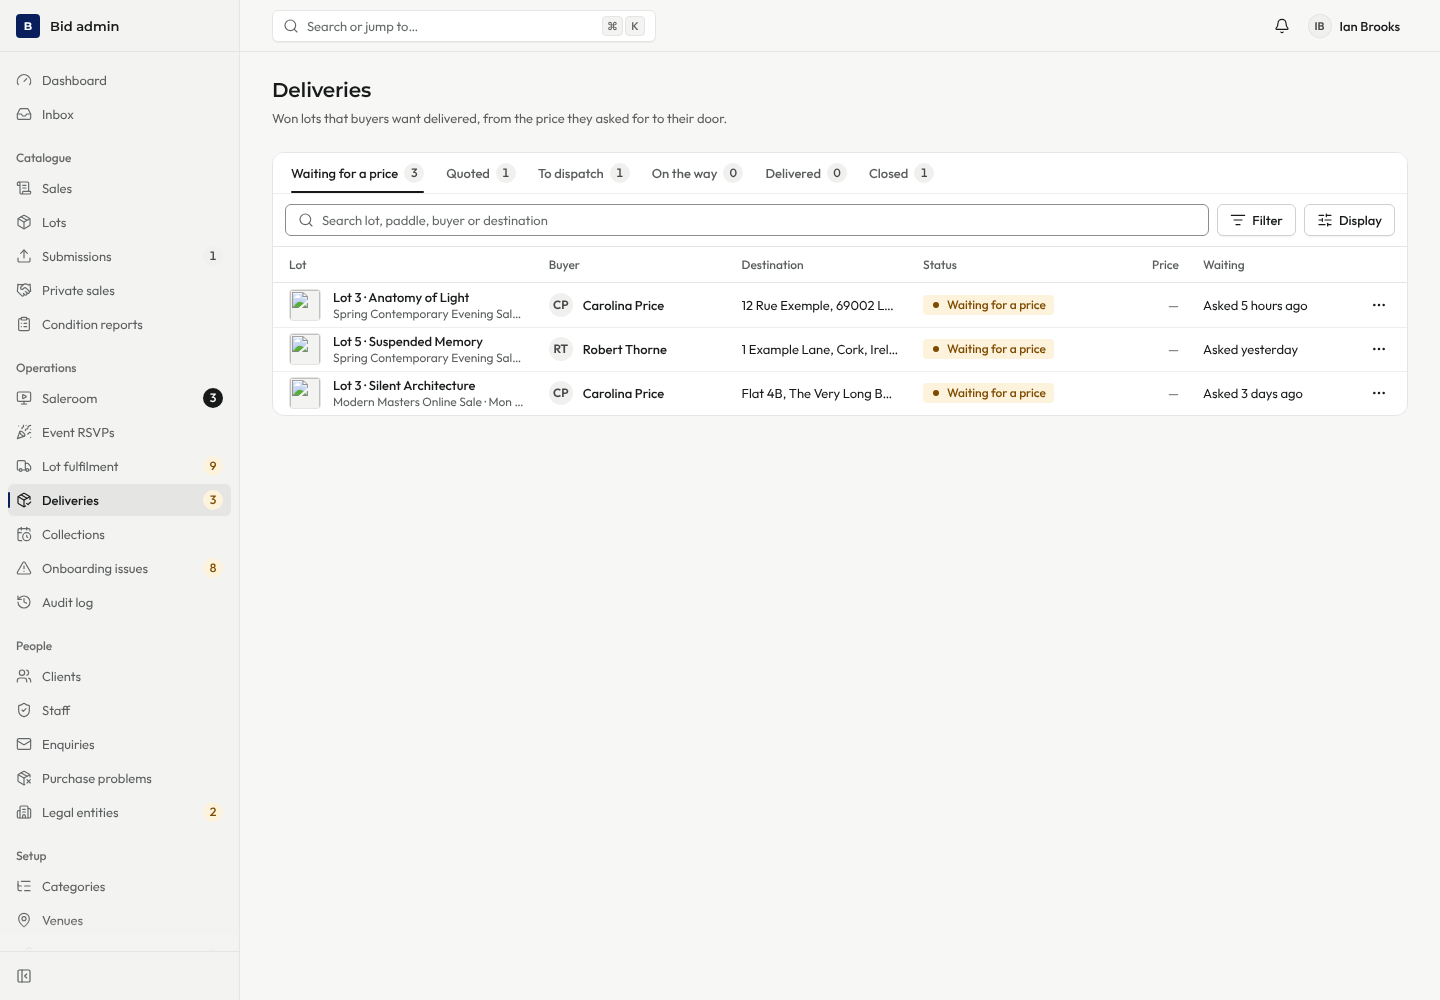 B Bid admin
Search or jump to...
⌘ K
IB Ian Brooks
Dashboard
Inbox
Catalogue
Sales
Lots
Submissions 1
Private sales
Condition reports
Operations
Saleroom 3
Event RSVPs
Lot fulfilment 9
Deliveries 3
Collections
Onboarding issues 8
Audit log
People
Clients
Staff
Enquiries
Purchase problems
Legal entities 2
Setup
Categories
Venues
Deliveries
Won lots that buyers want delivered, from the price they asked for to their door.
Waiting for a price 3 Quoted 1 To dispatch 1 On the way 0 Delivered 0 Closed 1
Search lot, paddle, buyer or destination
Filter
Display
Lot Buyer Destination Status Price Waiting
Lot 3 · Anatomy of Light
Spring Contemporary Evening Sal...
CP Carolina Price 12 Rue Exemple, 69002 L... Waiting for a price — Asked 5 hours ago
Lot 5 · Suspended Memory
Spring Contemporary Evening Sal...
RT Robert Thorne 1 Example Lane, Cork, Irel... Waiting for a price — Asked yesterday
Lot 3 · Silent Architecture
Modern Masters Online Sale · Mon ...
CP Carolina Price Flat 4B, The Very Long B... Waiting for a price — Asked 3 days ago